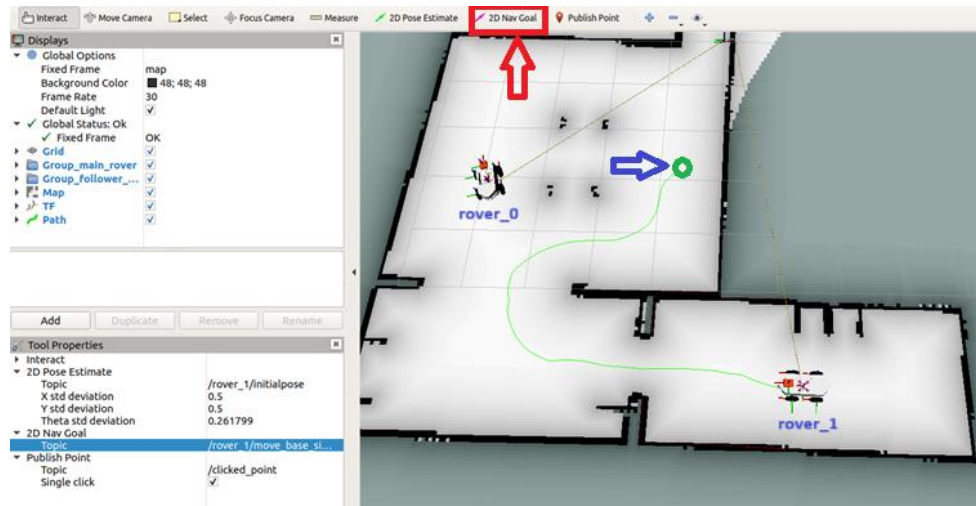 Interact Move Camera Select Focus Camera Measure 2D Pose Estimate 2D Nav Goal Publish Point
Displays
Global Options
Fixed Frame map
Background Color 48; 48; 48
Frame Rate 30
Default Light
Global Status: Ok
Fixed Frame OK
Grid
Group_main_rover
Group_follower_...
Map
TF
Path
Add Duplicate Remove Rename
Tool Properties
Interact
2D Pose Estimate
Topic /rover_1/initialpose
X std deviation 0.5
Y std deviation 0.5
Theta std deviation 0.261799
2D Nav Goal
Topic /rover_1/move_base_si...
Publish Point
Topic /clicked_point
Single click
rover_0
rover_1